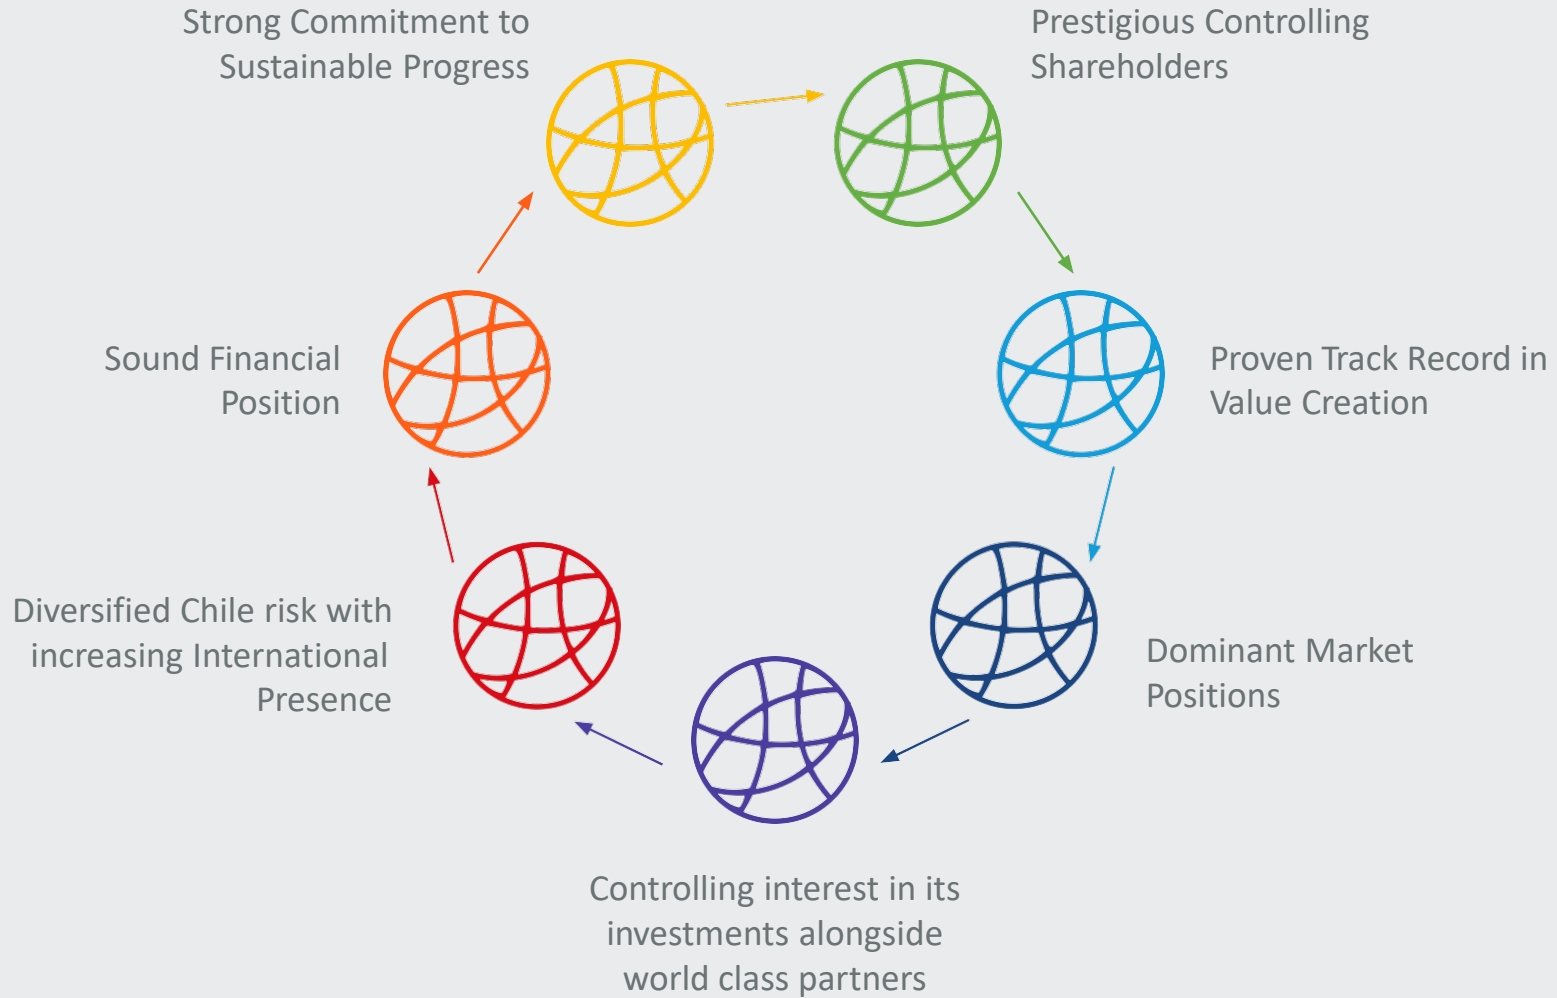 Strong Commitment to
Sustainable Progress
Prestigious Controlling
Shareholders
Sound Financial
Position
Proven Track Record in
Value Creation
Diversified Chile risk with
increasing International
Presence
Dominant Market
Positions
Controlling interest in its
investments alongside
world class partners